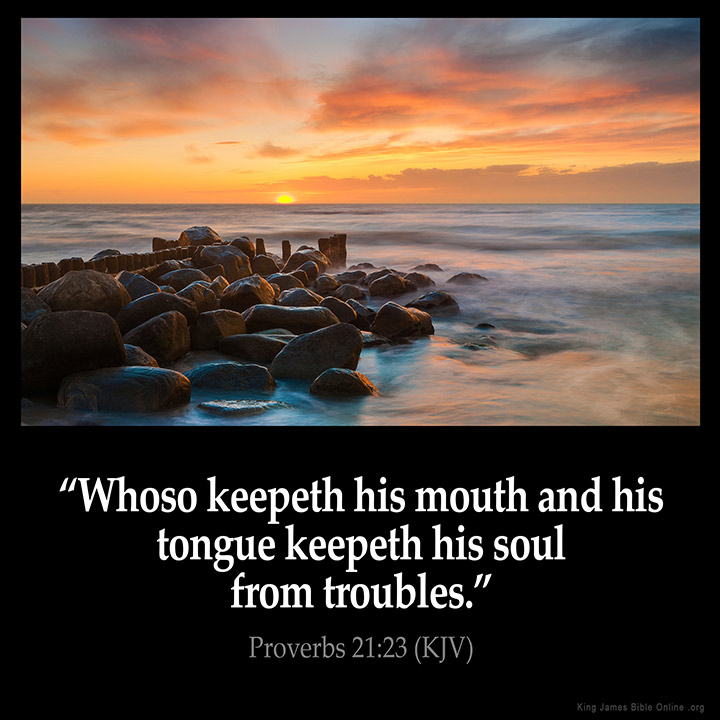 “Whoso keepeth his mouth and his
tongue keepeth his soul
from troubles.”
Proverbs 21:23 (KJV)
King James Bible Online .org